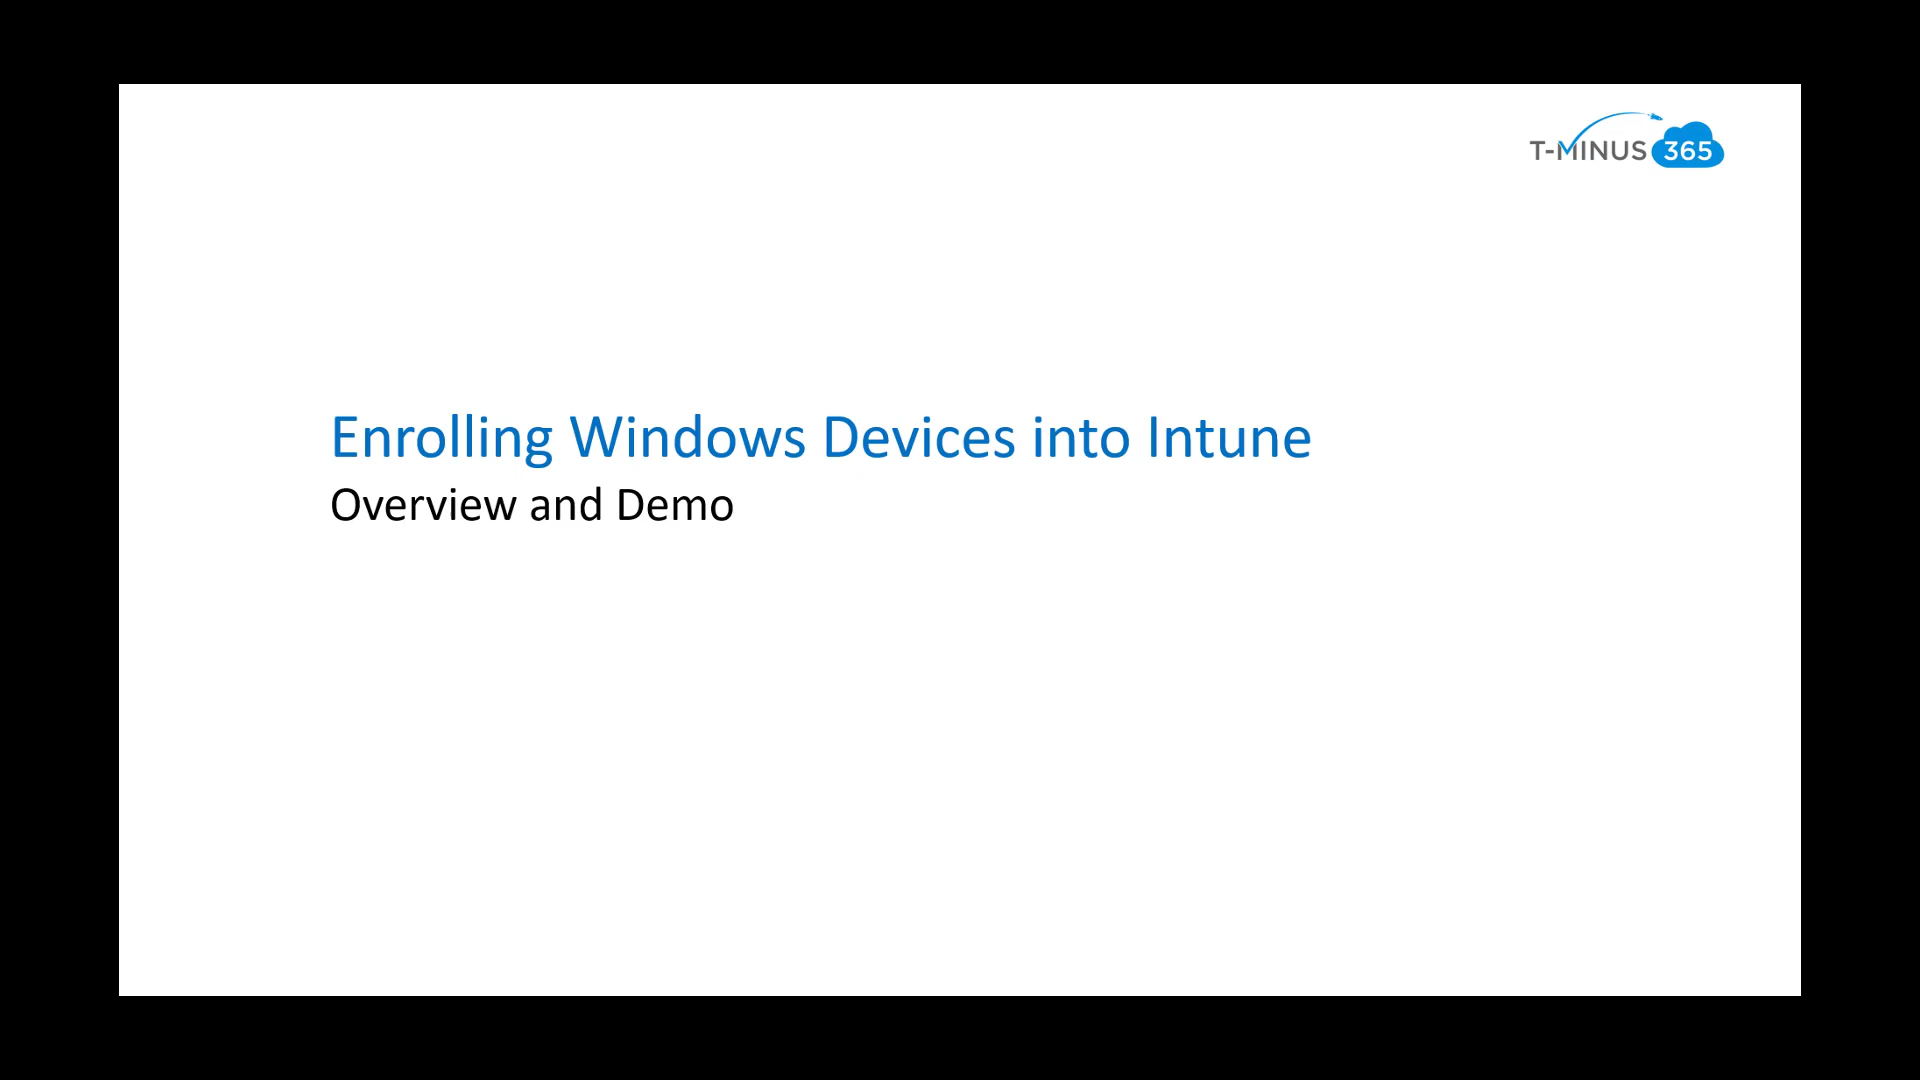 T-MINUS 365
Enrolling Windows Devices into Intune
Overview and Demo